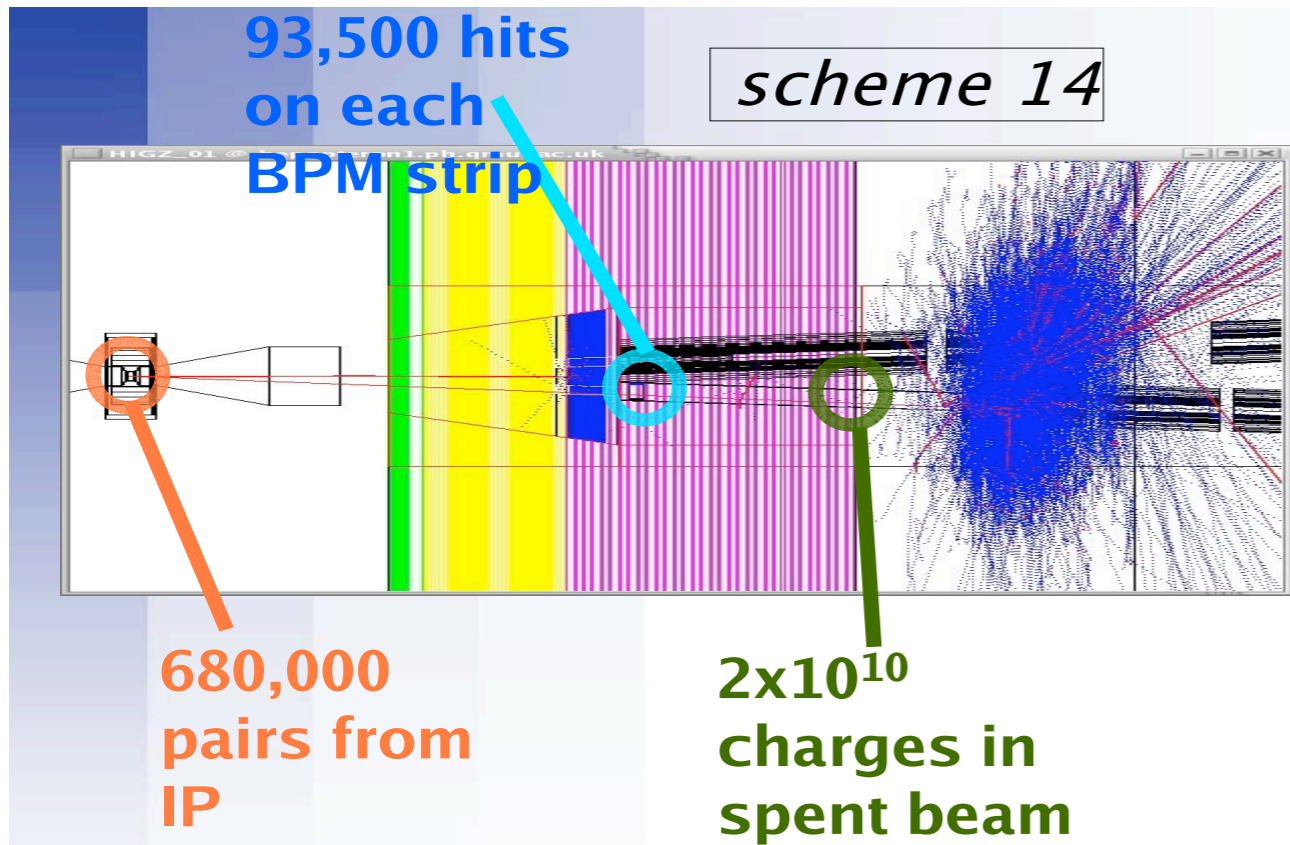 93,500 hits
on each
BPM strip
scheme 14
HIGZ_01 @
680,000
pairs from
IP
2x10¹⁰
charges in
spent beam